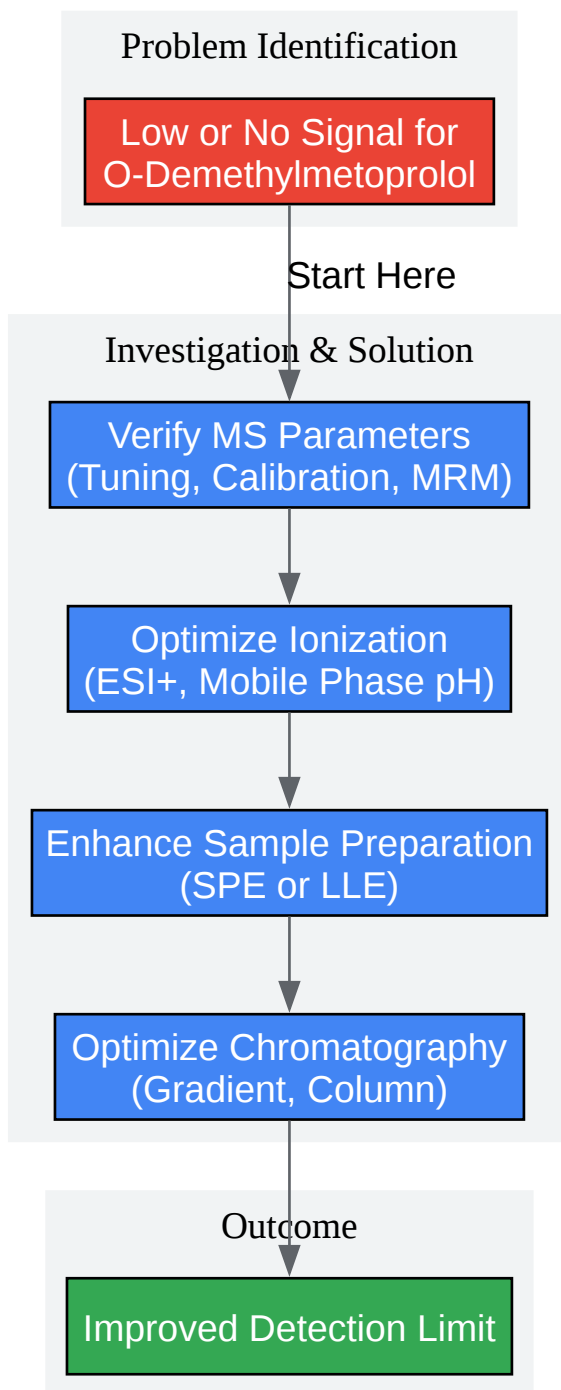 Problem Identification
Low or No Signal for
O-Demethylmetoprolol
Start Here
Investigation & Solution
Verify MS Parameters
(Tuning, Calibration, MRM)
Optimize Ionization
(ESI+, Mobile Phase pH)
Enhance Sample Preparation
(SPE or LLE)
Optimize Chromatography
(Gradient, Column)
Outcome
Improved Detection Limit